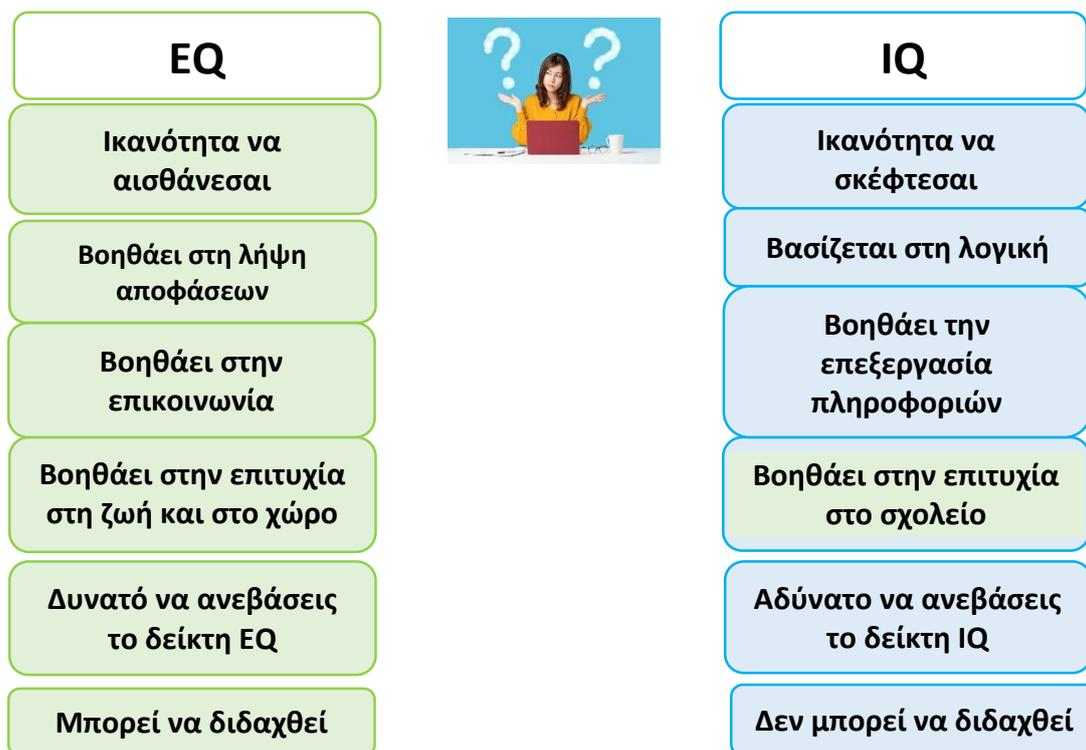 EQ
Ικανότητα να
αισθάνεσαι
Βοηθάει στη λήψη
αποφάσεων
Βοηθάει στην
επικοινωνία
Βοηθάει στην επιτυχία
στη ζωή και στο χώρο
Δυνατό να ανεβάσεις
το δείκτη EQ
Μπορεί να διδαχθεί
? ?
IQ
Ικανότητα να
σκέφτεσαι
Βασίζεται στη λογική
Βοηθάει την
επεξεργασία
πληροφοριών
Βοηθάει στην επιτυχία
στο σχολείο
Αδύνατο να ανεβάσεις
το δείκτη IQ
Δεν μπορεί να διδαχθεί